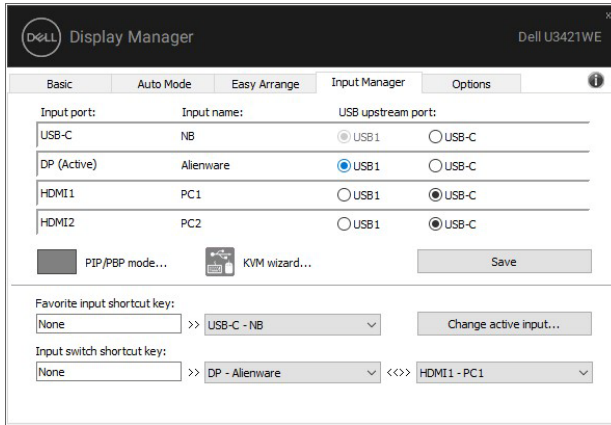 DELL Display Manager Dell U3421WE
Basic Auto Mode Easy Arrange Input Manager Options
Input port: Input name: USB upstream port:
USB-C NB USB1 USB-C
DP (Active) Alienware USB1 USB-C
HDMI1 PC1 USB1 USB-C
HDMI2 PC2 USB1 USB-C
PIP/PBP mode... KVM wizard... Save
Favorite input shortcut key:
None >> USB-C - NB Change active input...
Input switch shortcut key:
None >> DP - Alienware <<>> HDMI1 - PC1